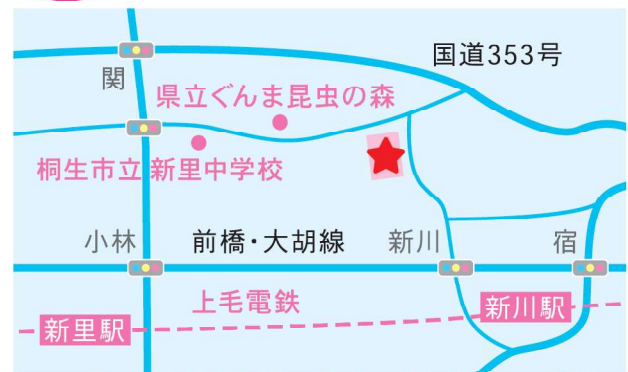 国道353号
関
県立ぐんま昆虫の森
桐生市立新里中学校
小林
前橋・大胡線
新川
宿
上毛電鉄
新里駅
新川駅